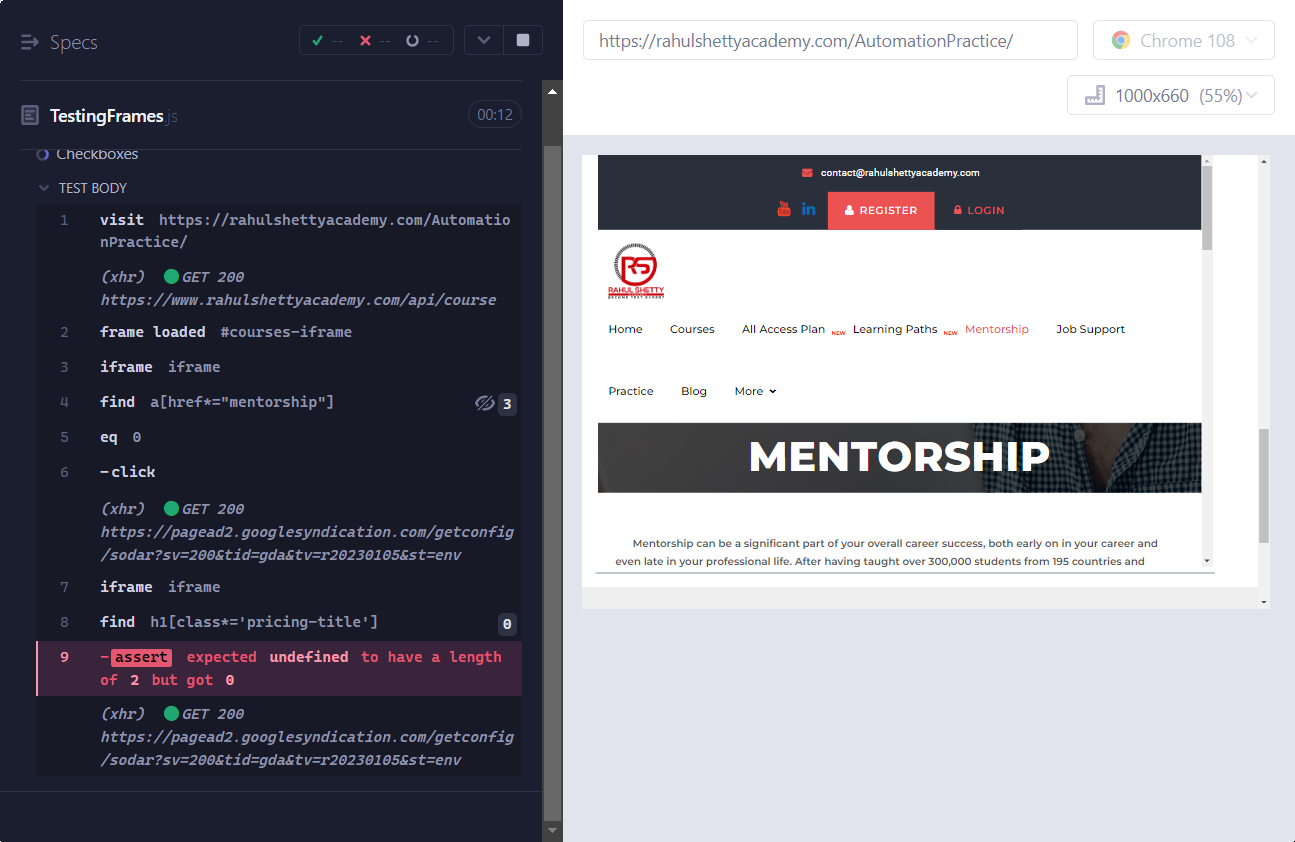 Specs
-- -- --
TestingFrames.js
00:12
Checkboxes
TEST BODY
1 visit https://rahulshettyacademy.com/Automatio
nPractice/
(xhr) GET 200
https://www.rahulshettyacademy.com/api/course
2 frame loaded #courses-iframe
3 iframe iframe
4 find a[href*="mentorship"] 3
5 eq 0
6 -click
(xhr) GET 200
https://pagead2.googlesyndication.com/getconfig
/sodar?sv=200&tid=gda&tv=r20230105&st=env
7 iframe iframe
8 find h1[class*='pricing-title'] 0
9 -assert expected undefined to have a length
of 2 but got 0
(xhr) GET 200
https://pagead2.googlesyndication.com/getconfig
/sodar?sv=200&tid=gda&tv=r20230105&st=env
https://rahulshettyacademy.com/AutomationPractice/
Chrome 108
1000x660 (55%)
contact@rahulshettyacademy.com
You Tube in REGISTER LOGIN
RS
RAHUL SHETTY
Home Courses All Access Plan NEW Learning Paths NEW Mentorship Job Support
Practice Blog More
MENTORSHIP
Mentorship can be a significant part of your overall career success, both early on in your career and
even late in your professional life. After having taught over 300,000 students from 195 countries and